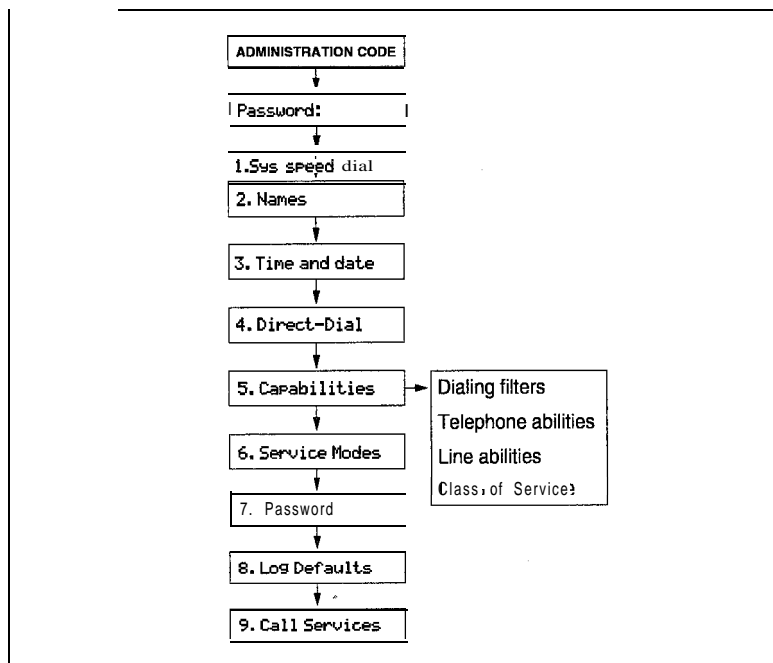 ADMINISTRATION CODE
Password:
1.Sys speed dial
2. Names
3. Time and date
4. Direct-Dial
5. Capabilities
Dialing filters
Telephone abilities
Line abilities
Class of Service
6. Service Modes
7. Password
8. Log Defaults
9. Call Services